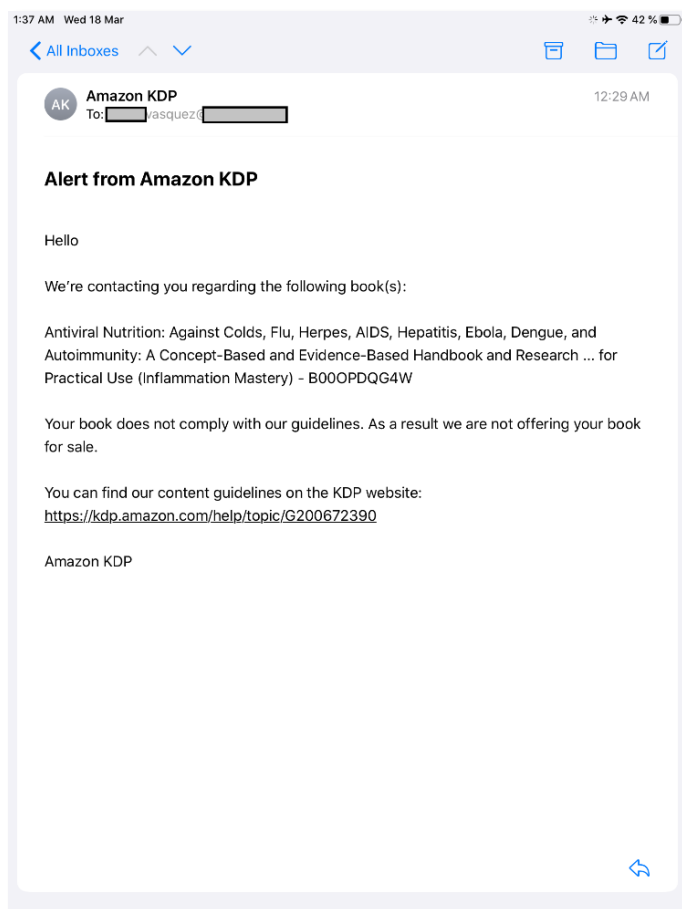 1:37 AM Wed 18 Mar
42 %
All Inboxes
AK
Amazon KDP
12:29 AM
To: vasquez@
Alert from Amazon KDP
Hello
We're contacting you regarding the following book(s):
Antiviral Nutrition: Against Colds, Flu, Herpes, AIDS, Hepatitis, Ebola, Dengue, and
Autoimmunity: A Concept-Based and Evidence-Based Handbook and Research ... for
Practical Use (Inflammation Mastery) - B00OPDQG4W
Your book does not comply with our guidelines. As a result we are not offering your book
for sale.
You can find our content guidelines on the KDP website:
https://kdp.amazon.com/help/topic/G200672390
Amazon KDP